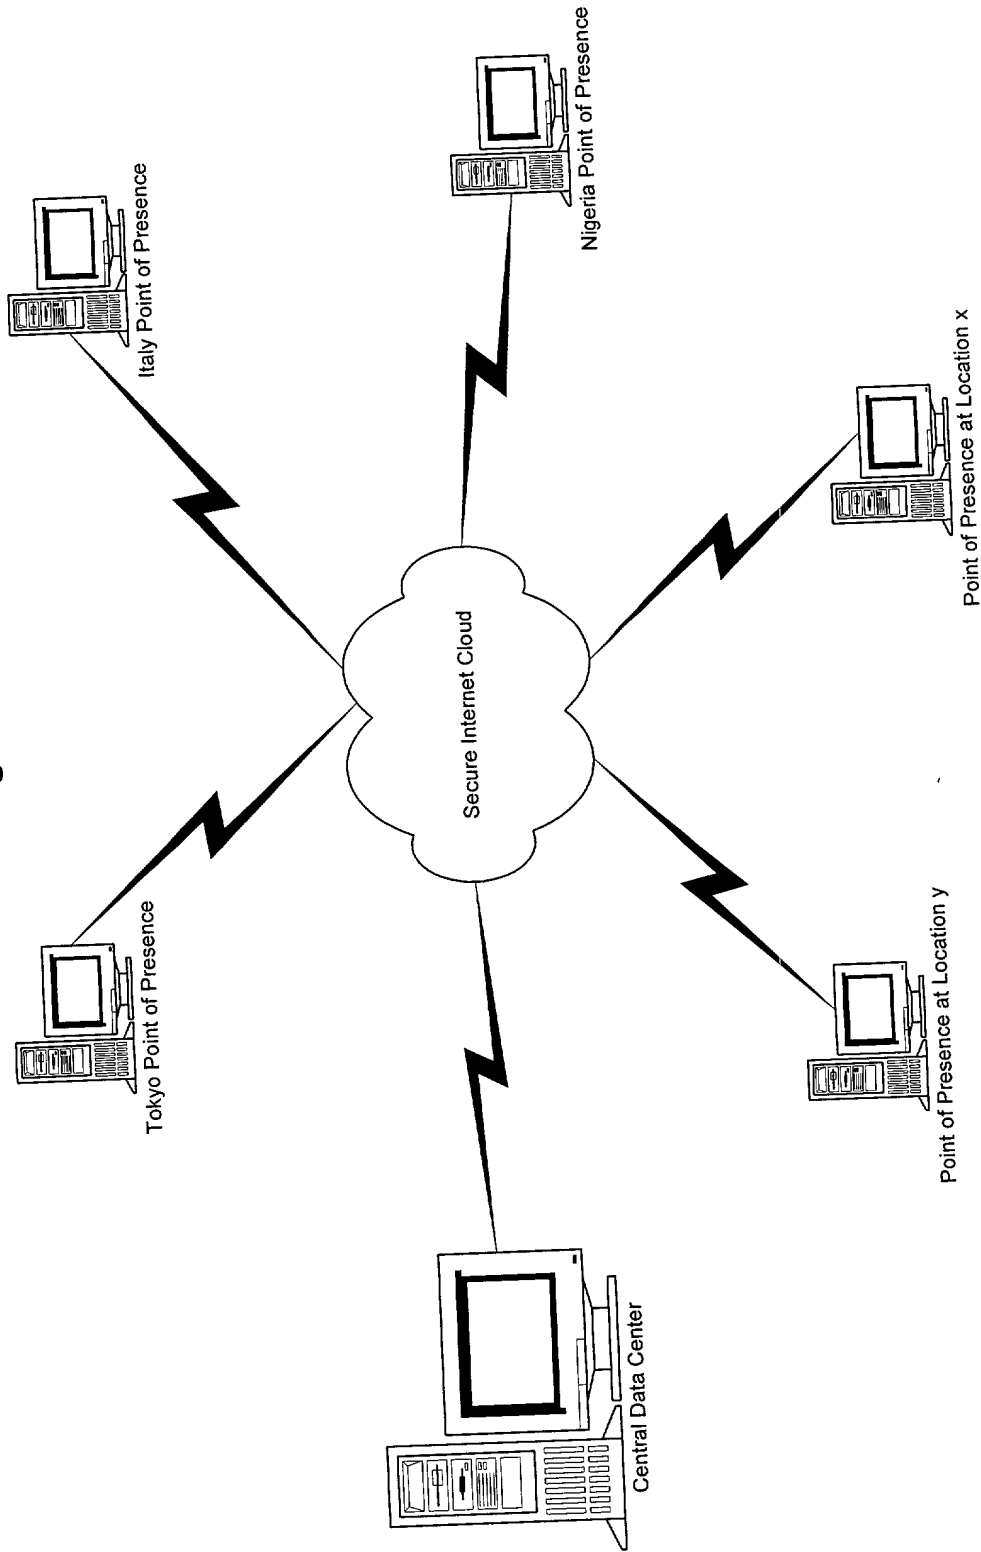 Tokyo Point of Presence
Italy Point of Presence
Central Data Center
Secure Internet Cloud
Nigeria Point of Presence
Point of Presence at Location y
Point of Presence at Location x